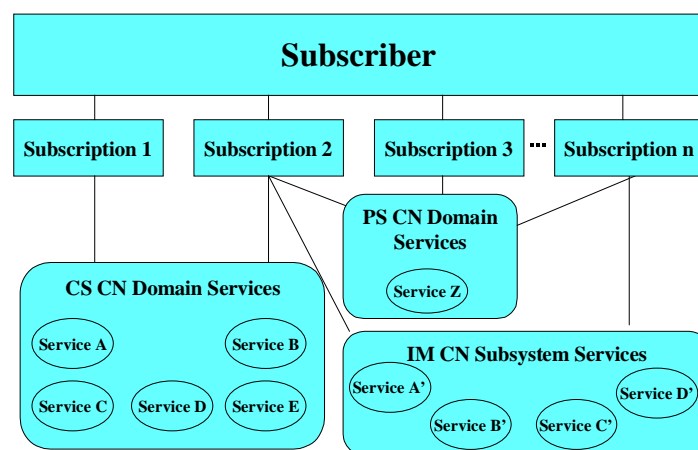 Subscriber
Subscription 1
Subscription 2
Subscription 3
...
Subscription n
PS CN Domain
Services
Service Z
CS CN Domain Services
Service A
Service B
Service C
Service D
Service E
IM CN Subsystem Services
Service A’
Service B’
Service C’
Service D’